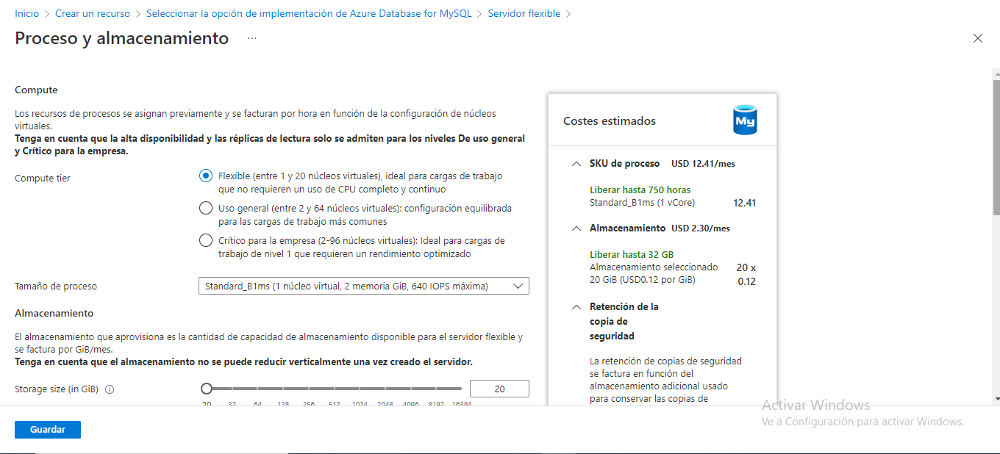 Inicio > Crear un recurso > Seleccionar la opción de implementación de Azure Database for MySQL > Servidor flexible >
Proceso y almacenamiento ...
Compute
Los recursos de procesos se asignan previamente y se facturan por hora en función de la configuración de núcleos
virtuales.
Tenga en cuenta que la alta disponibilidad y las réplicas de lectura solo se admiten para los niveles De uso general
y Crítico para la empresa.
Compute tier
Flexible (entre 1 y 20 núcleos virtuales), ideal para cargas de trabajo
que no requieren un uso de CPU completo y continuo
Uso general (entre 2 y 64 núcleos virtuales): configuración equilibrada
para las cargas de trabajo más comunes
Crítico para la empresa (2-96 núcleos virtuales): Ideal para cargas de
trabajo de nivel 1 que requieren un rendimiento optimizado
Tamaño de proceso
Standard_B1ms (1 núcleo virtual, 2 memoria GiB, 640 IOPS máxima)
Almacenamiento
El almacenamiento que aprovisiona es la cantidad de capacidad de almacenamiento disponible para el servidor flexible y
se factura por GiB/mes.
Tenga en cuenta que el almacenamiento no se puede reducir verticalmente una vez creado el servidor.
Storage size (in GiB)
20
20 32 64 128 256 512 1024 2048 4096 8192 16384
Guardar
Costes estimados
My
SKU de proceso USD 12.41/mes
Liberar hasta 750 horas
Standard_B1ms (1 vCore) 12.41
Almacenamiento USD 2.30/mes
Liberar hasta 32 GB
Almacenamiento seleccionado 20 x
20 GiB (USD0.12 por GiB) 0.12
Retención de la
copia de
seguridad
La retención de copias de seguridad
se factura en función del
almacenamiento adicional usado
para conservar las copias de
Activar Windows
Ve a Configuración para activar Windows.